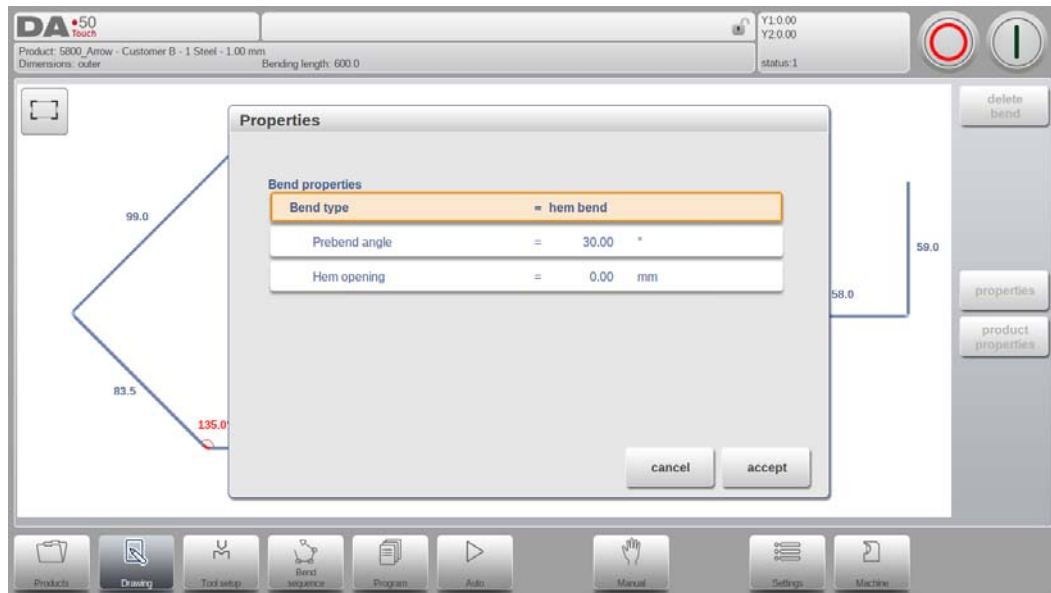 DA•50
Touch
Y1:0.00
Y2:0.00
Product: 5800_Arrow - Customer B - 1 Steel - 1.00 mm
Dimensions: outer Bending length: 600.0 status:1
delete
bend
Properties
Bend properties
Bend type = hem bend
Prebend angle = 30.00 °
Hem opening = 0.00 mm
99.0
59.0
58.0
properties
product
properties
83.5
135.0°
cancel accept
Products Drawing Tool setup Bend sequence Program Auto Manual Settings Machine